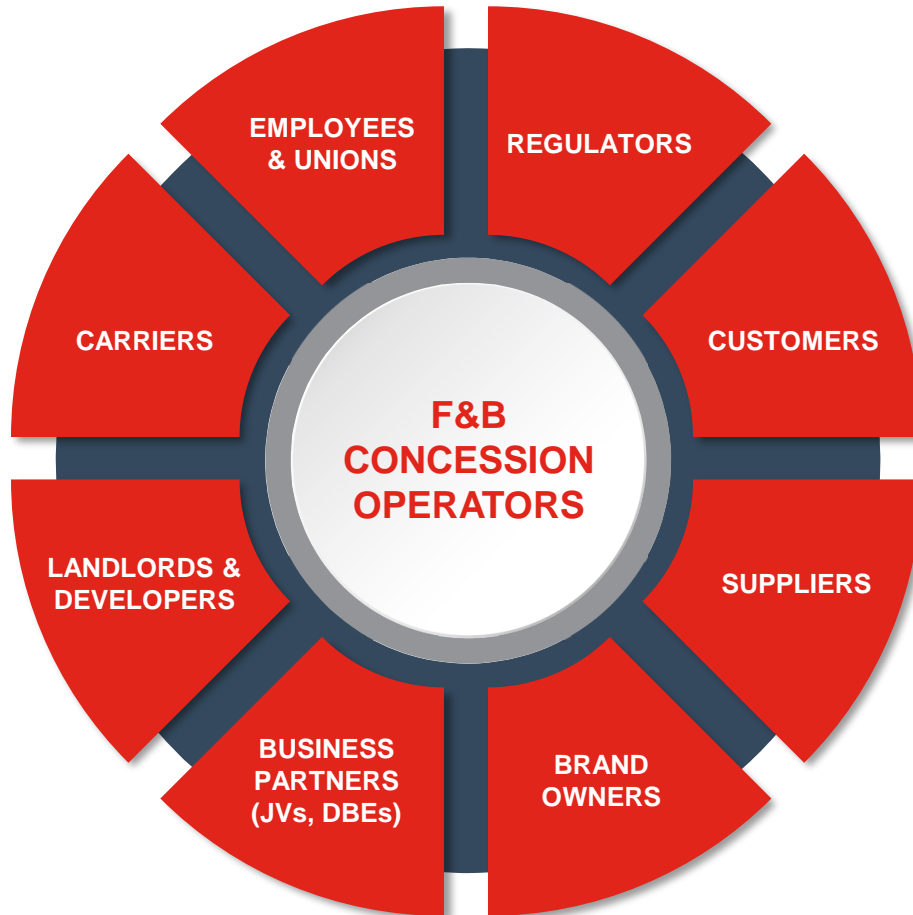 EMPLOYEES
& UNIONS
REGULATORS
CARRIERS
CUSTOMERS
F&B
CONCESSION
OPERATORS
LANDLORDS &
DEVELOPERS
SUPPLIERS
BUSINESS
PARTNERS
(JVs, DBEs)
BRAND
OWNERS